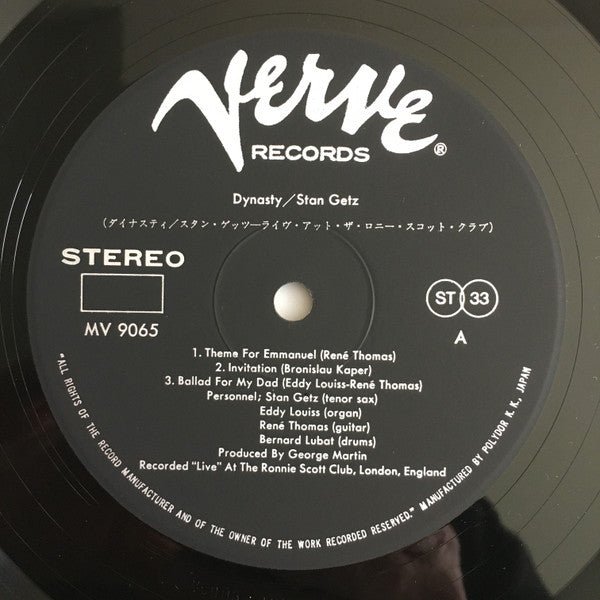 Verve
RECORDS ®
Dynasty/Stan Getz
(ダイナスティ/スタン・ゲッツーライヴ・アット・ザ・ロニー・スコット・クラブ)
STEREO
MV 9065
ST 33
A
1. Theme For Emmanuel (René Thomas)
2. Invitation (Bronislau Kaper)
3. Ballad For My Dad (Eddy Louiss-René Thomas)
Personnel; Stan Getz (tenor sax)
Eddy Louiss (organ)
René Thomas (guitar)
Bernard Lubat (drums)
Produced By George Martin
Recorded "Live" At The Ronnie Scott Club, London, England
"ALL RIGHTS OF THE RECORD MANUFACTURER AND OF THE OWNER OF THE WORK RECORDED RESERVED." MANUFACTURED BY POLYDOR K. K., JAPAN